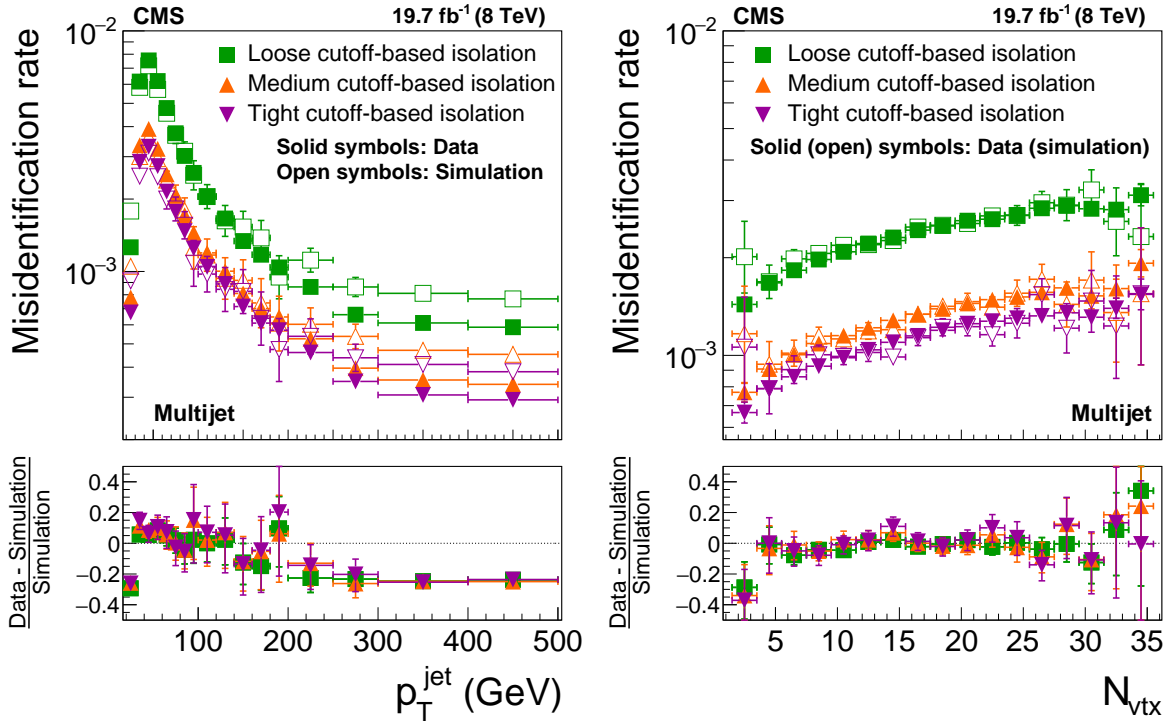 CMS 19.7 fb⁻¹ (8 TeV)
Misidentification rate
10⁻²
10⁻³
Loose cutoff-based isolation
Medium cutoff-based isolation
Tight cutoff-based isolation
Solid symbols: Data
Open symbols: Simulation
Multijet
Data - Simulation
Simulation
0.4
0.2
0
−0.2
−0.4
100 200 300 400 500
p_T^jet (GeV)
CMS 19.7 fb⁻¹ (8 TeV)
Misidentification rate
10⁻²
10⁻³
Loose cutoff-based isolation
Medium cutoff-based isolation
Tight cutoff-based isolation
Solid (open) symbols: Data (simulation)
Multijet
Data - Simulation
Simulation
0.4
0.2
0
−0.2
−0.4
5 10 15 20 25 30 35
N_vtx